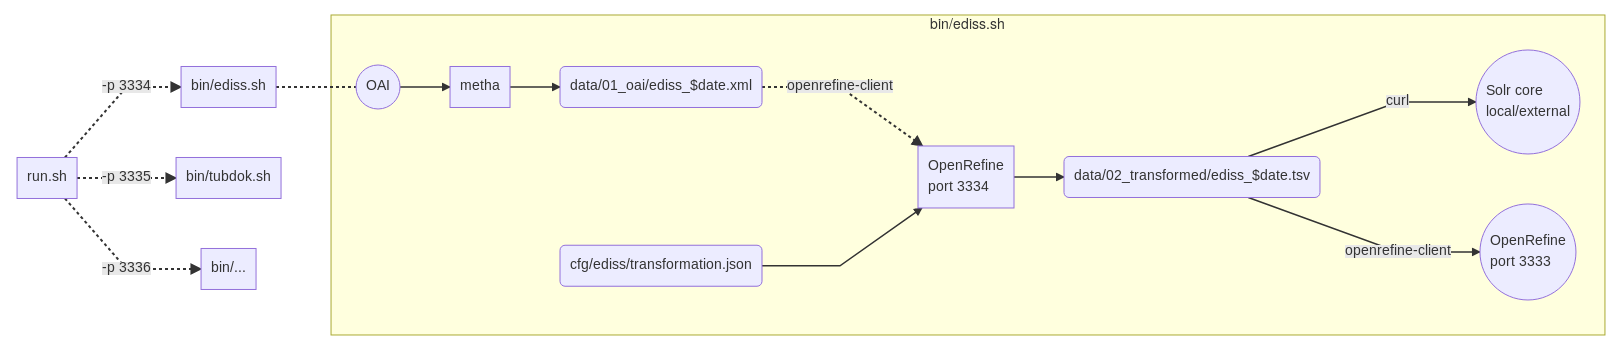 bin/ediss.sh
-p 3334
bin/ediss.sh
OAI
metha
data/01_oai/ediss_$date.xml
openrefine-client
curl
Solr core
local/external
run.sh
-p 3335
bin/tubdok.sh
OpenRefine
port 3334
data/02_transformed/ediss_$date.tsv
-p 3336
bin/...
cfg/ediss/transformation.json
openrefine-client
OpenRefine
port 3333